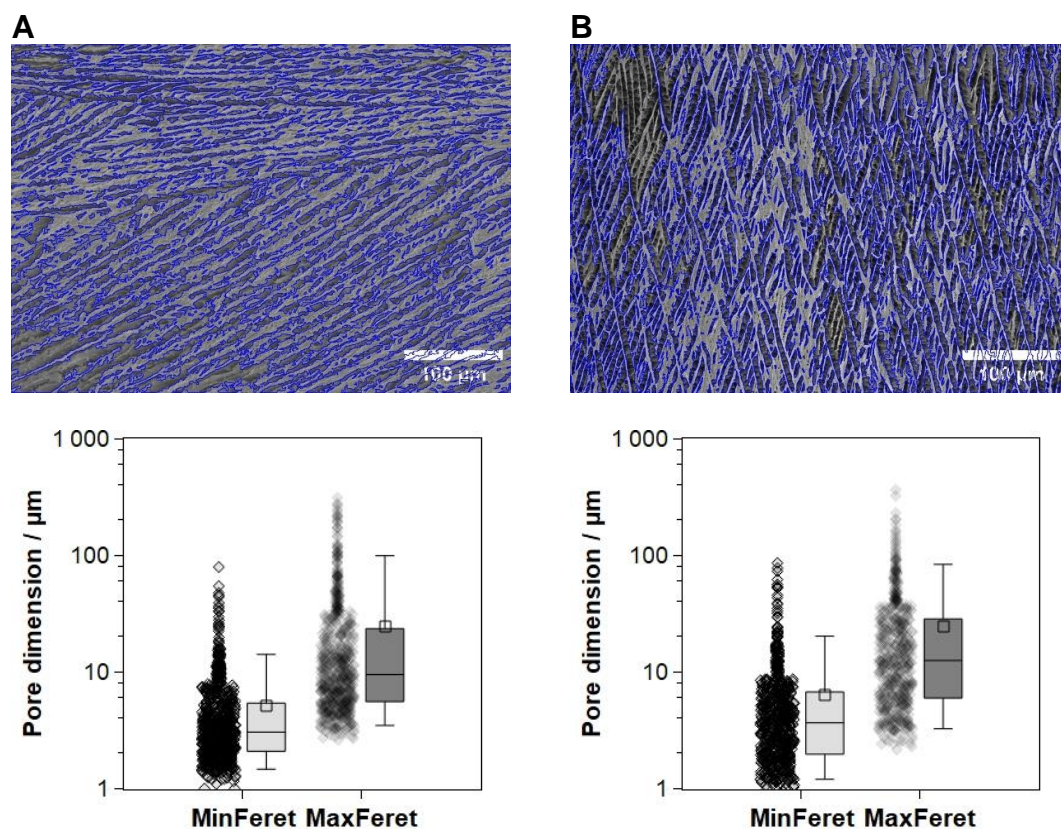 A
B
100 µm
100 µm
1 000
100
10
1
Pore dimension / µm
MinFeret MaxFeret
1 000
100
10
1
Pore dimension / µm
MinFeret MaxFeret